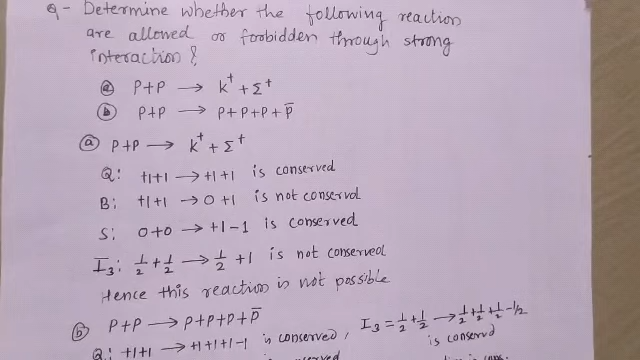 Q- Determine whether the following reaction
are allowed or forbidden through strong
interaction?
(a) P+P → K⁺ + Σ⁺
(b) P+P → P+P+P+P̅
(a) P+P → K⁺ + Σ⁺
Q: +1+1 → +1+1 is conserved
B: +1+1 → 0+1 is not conserved
S: 0+0 → +1-1 is conserved
I₃: ½+½ → ½+1 is not conserved
Hence this reaction is not possible
(b) P+P → P+P+P+P̅
Q: +1+1 → +1+1+1-1 is conserved,
I₃ = ½+½ → ½+½+½-1/2
is conserved